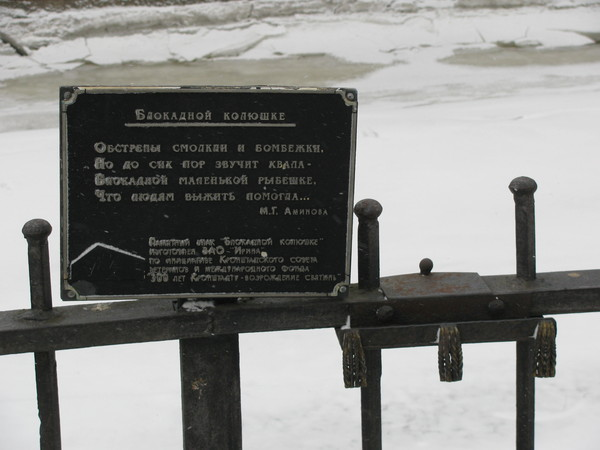 Блокадной колюшке
Обстрелы смолкли и бомбежки,
Но до сих пор звучит хвала -
Блокадной маленькой рыбешке,
Что людям выжить помогла...
М.Г. Аминова
Памятный знак "Блокадной колюшке"
изготовлен ЗАО "Ирина"
по инициативе Кронштадтского совета
ветеранов и международного фонда
"300 лет Кронштадту - возрождение святынь"